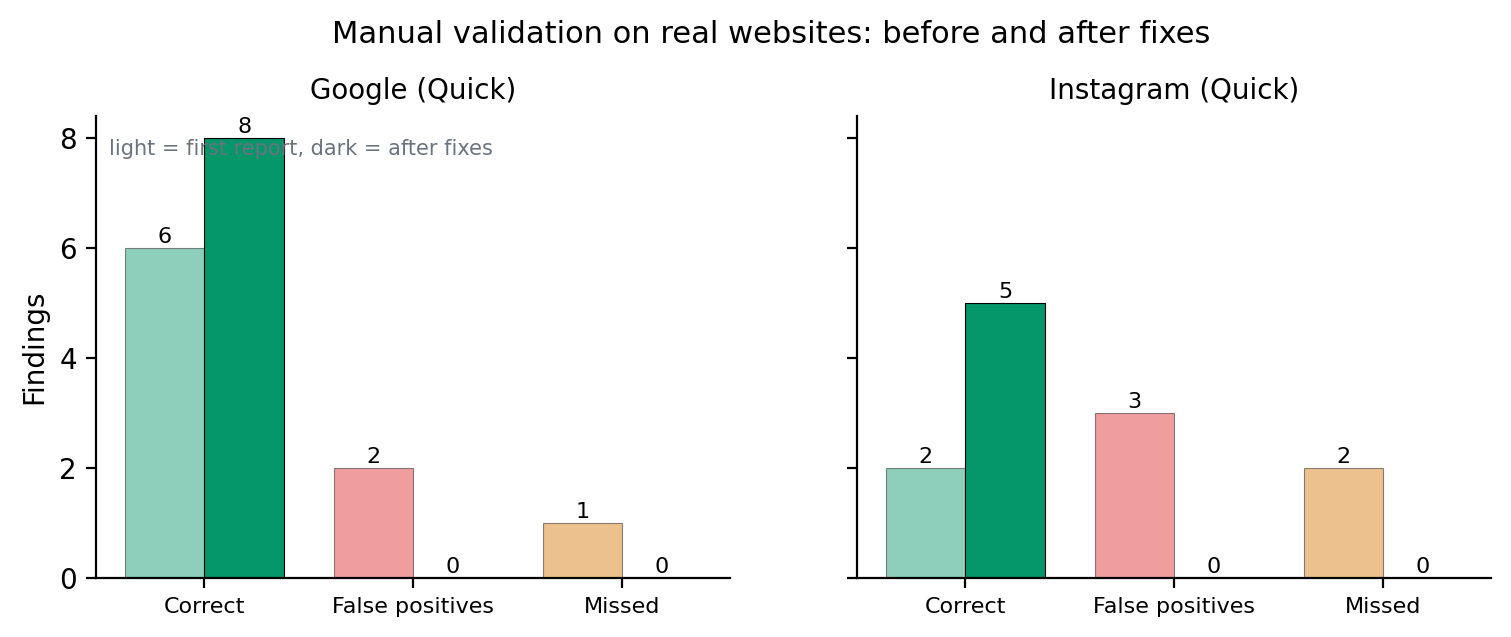 Manual validation on real websites: before and after fixes
Google (Quick)
Instagram (Quick)
Findings
8
6
4
2
0
light = first report, dark = after fixes
6
8
2
0
1
0
2
5
3
0
2
0
Correct
False positives
Missed
Correct
False positives
Missed